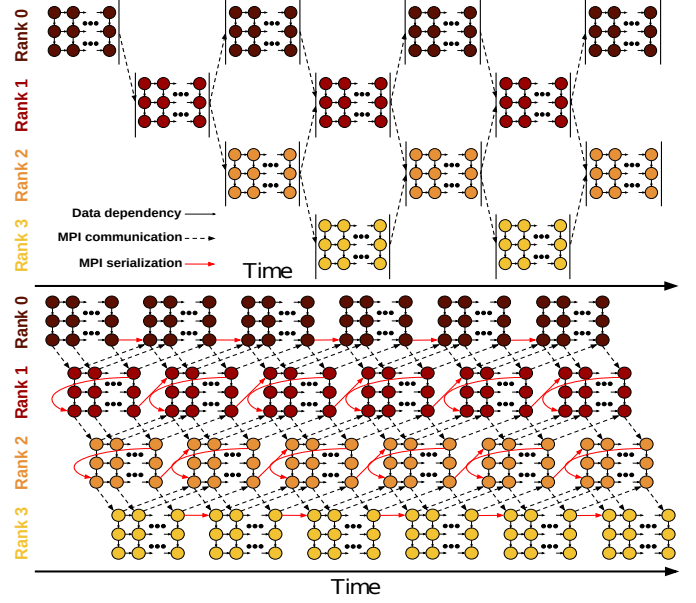 Rank 0
Rank 1
Rank 2
Data dependency
MPI communication
Rank 3
MPI serialization
Time
Rank 0
Rank 1
Rank 2
Rank 3
Time